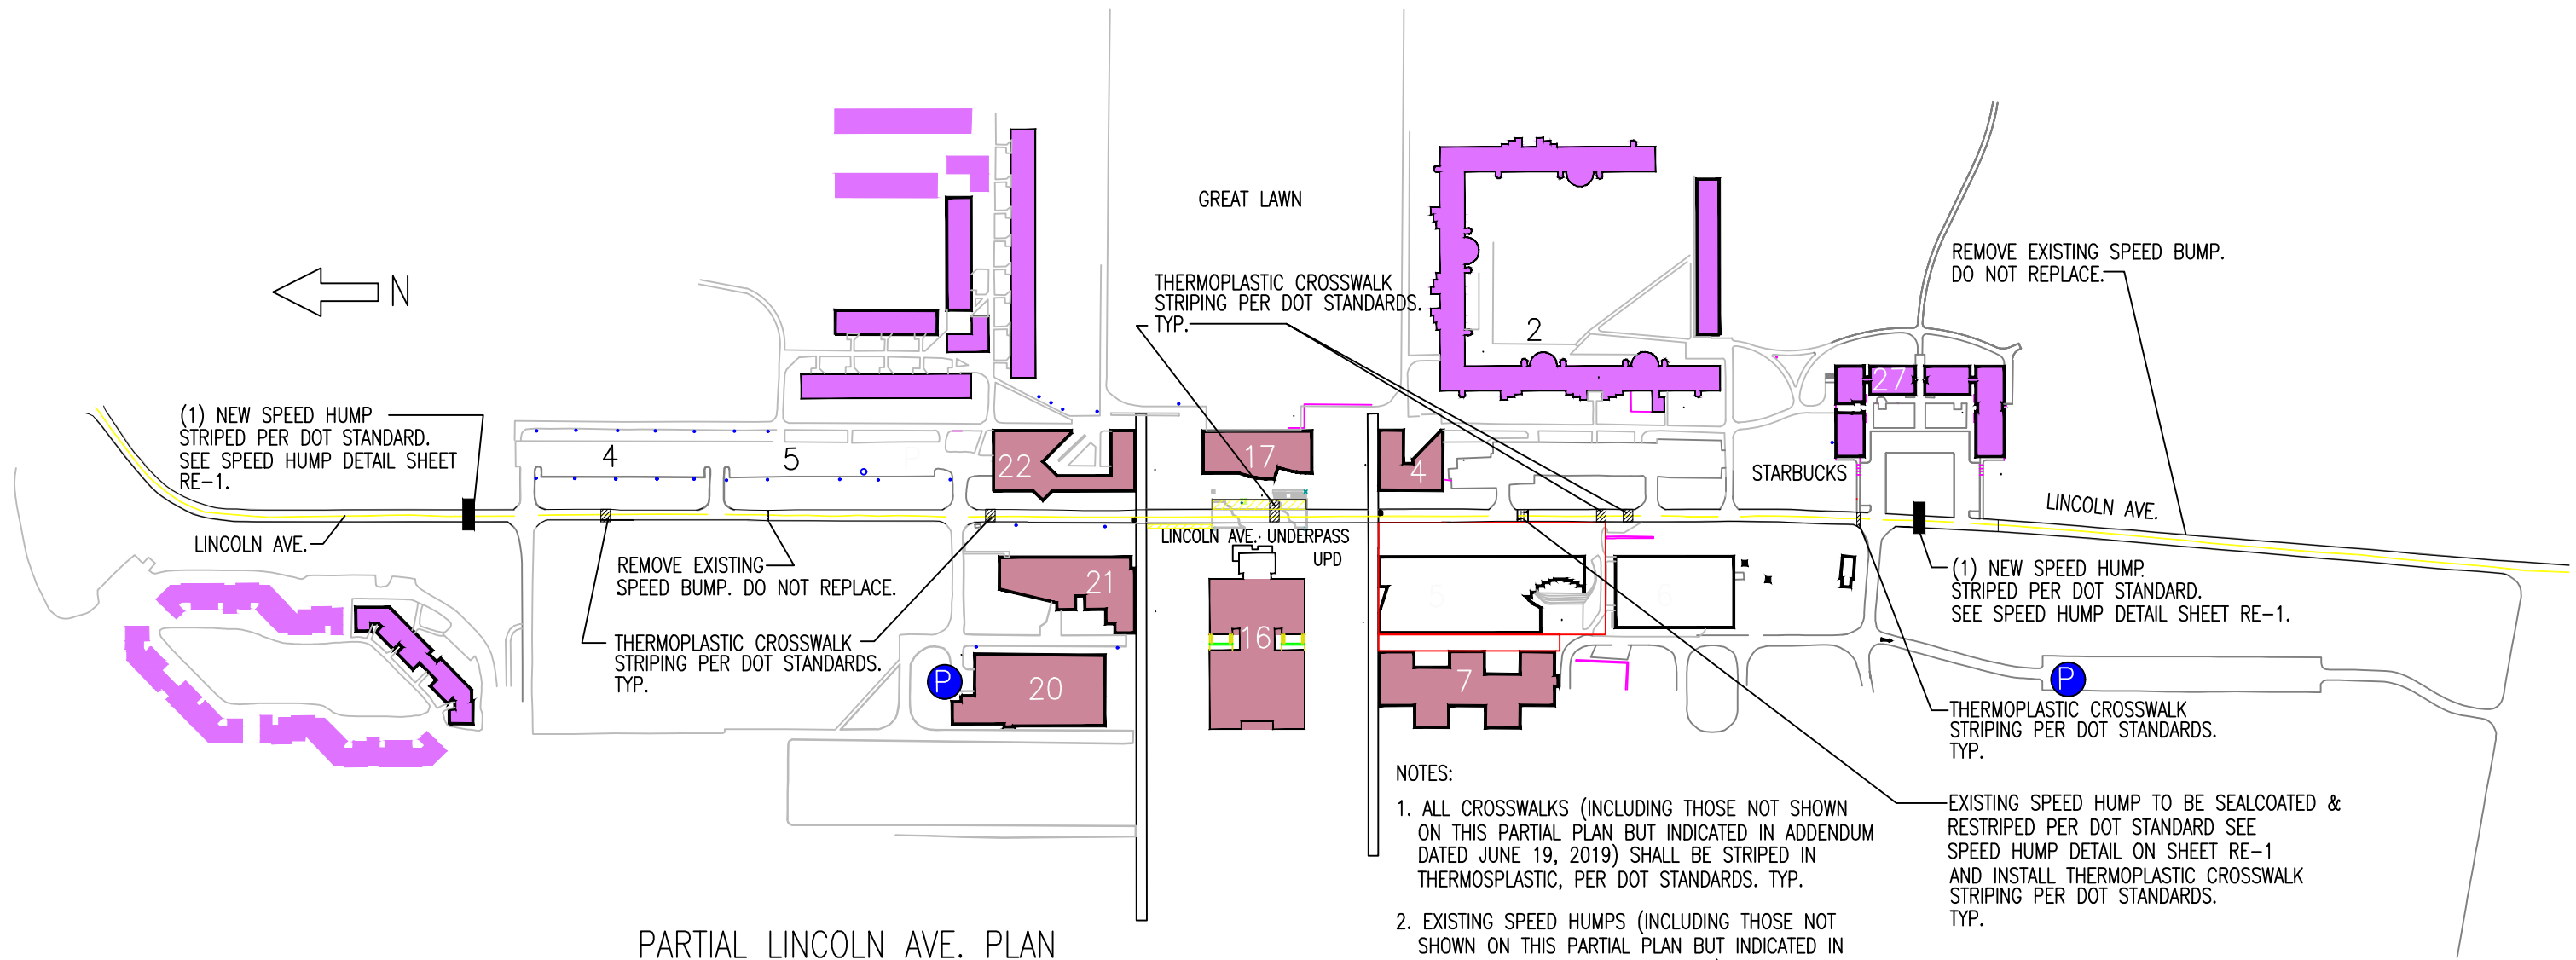 GREAT LAWN
N
THERMOPLASTIC CROSSWALK
STRIPING PER DOT STANDARDS.
TYP.
2
REMOVE EXISTING SPEED BUMP.
DO NOT REPLACE.
27
(1) NEW SPEED HUMP
STRIPED PER DOT STANDARD.
SEE SPEED HUMP DETAIL SHEET
RE-1.
4
5
P
22
17
4
STARBUCKS
LINCOLN AVE.
LINCOLN AVE.
LINCOLN AVE. UNDERPASS
UPD
REMOVE EXISTING
SPEED BUMP. DO NOT REPLACE.
21
5
6
(1) NEW SPEED HUMP.
STRIPED PER DOT STANDARD.
SEE SPEED HUMP DETAIL SHEET RE-1.
16
THERMOPLASTIC CROSSWALK
STRIPING PER DOT STANDARDS.
TYP.
P
20
7
P
THERMOPLASTIC CROSSWALK
STRIPING PER DOT STANDARDS.
TYP.
NOTES:
1. ALL CROSSWALKS (INCLUDING THOSE NOT SHOWN
ON THIS PARTIAL PLAN BUT INDICATED IN ADDENDUM
DATED JUNE 19, 2019) SHALL BE STRIPED IN
THERMOSPLASTIC, PER DOT STANDARDS. TYP.
2. EXISTING SPEED HUMPS (INCLUDING THOSE NOT
SHOWN ON THIS PARTIAL PLAN BUT INDICATED IN
EXISTING SPEED HUMP TO BE SEALCOATED &
RESTRIPED PER DOT STANDARD SEE
SPEED HUMP DETAIL ON SHEET RE-1
AND INSTALL THERMOPLASTIC CROSSWALK
STRIPING PER DOT STANDARDS.
TYP.
PARTIAL LINCOLN AVE. PLAN